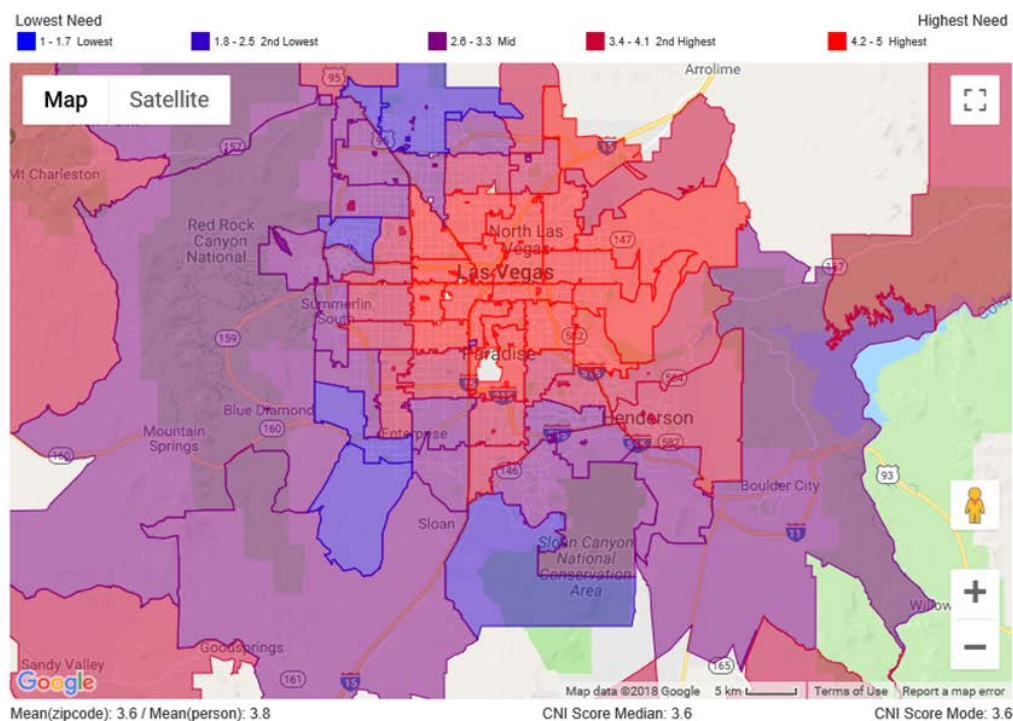 Lowest Need
Highest Need
1 - 1.7 Lowest
1.8 - 2.5 2nd Lowest
2.6 - 3.3 Mid
3.4 - 4.1 2nd Highest
4.2 - 5 Highest
Map
Satellite
95
Arrolime
95
157
15
Mt Charleston
Red Rock
Canyon
National...
North Las
Vegas
147
167
Las Vegas
Summerlin
South
159
582
Paradise
15
215
515
564
Blue Diamond
160
Enterprise
Henderson
582
Mountain
Springs
160
146
93
Boulder City
Sloan
11
Sloan Canyon
National
Conservation
Area
Willow
Goodsprings
Sandy Valley
161
15
165
Google
Map data ©2018 Google
5 km
Terms of Use
Report a map error
Mean(zipcode): 3.6 / Mean(person): 3.8
CNI Score Median: 3.6
CNI Score Mode: 3.6